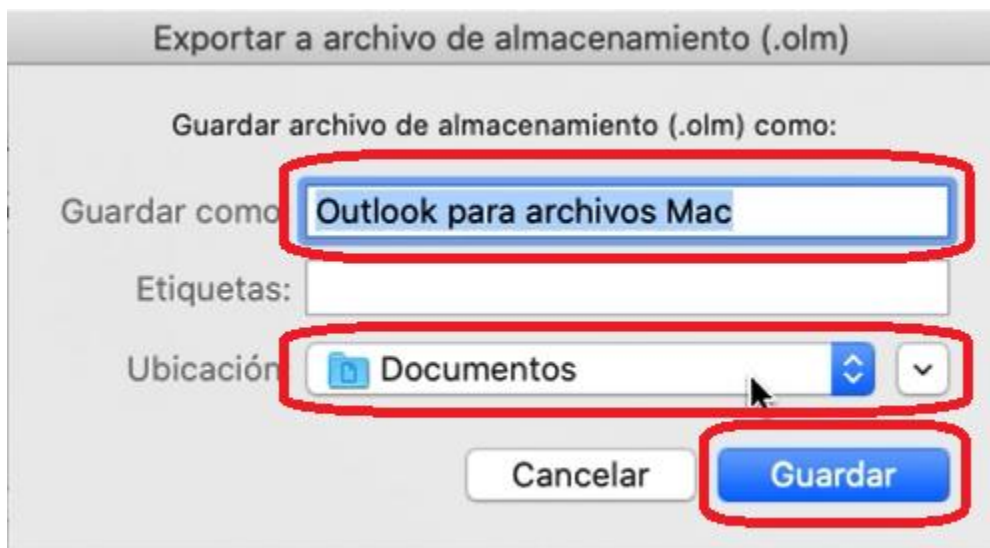 Exportar a archivo de almacenamiento (.olm)
Guardar archivo de almacenamiento (.olm) como:
Guardar como Outlook para archivos Mac
Etiquetas:
Ubicación Documentos
Cancelar Guardar